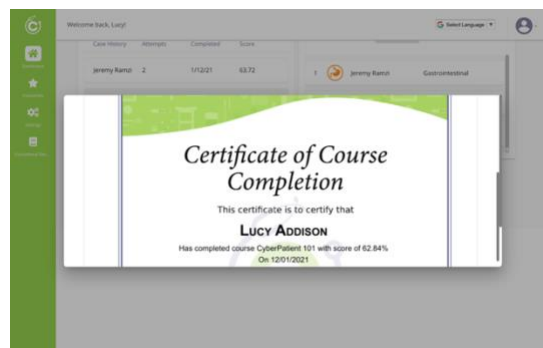 Welcome back, Lucy!
Select Language
Case History Attempts Completed Score
Jeremy Ramzi 2 1/12/21 63.72
1 Jeremy Ramzi Gastrointestinal
Certificate of Course
Completion
This certificate is to certify that
LUCY ADDISON
Has completed course CyberPatient 101 with score of 62.84%
On 12/01/2021